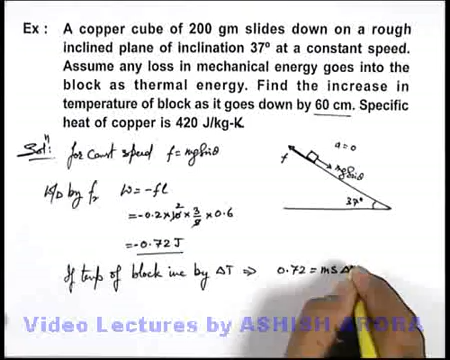 Ex : A copper cube of 200 gm slides down on a rough
inclined plane of inclination 37° at a constant speed.
Assume any loss in mechanical energy goes into the
block as thermal energy. Find the increase in
temperature of block as it goes down by 60 cm. Specific
heat of copper is 420 J/kg-K.
Solⁿ: for const speed f = mg sinθ
a = 0
f
mg sinθ
37°
W/D by fr W = -fl
= -0.2 × 10 × 3/5 × 0.6
2
= -0.72 J
If temp of block inc by ΔT ⇒ 0.72 = ms Δ
Video Lectures by ASHISH ARORA